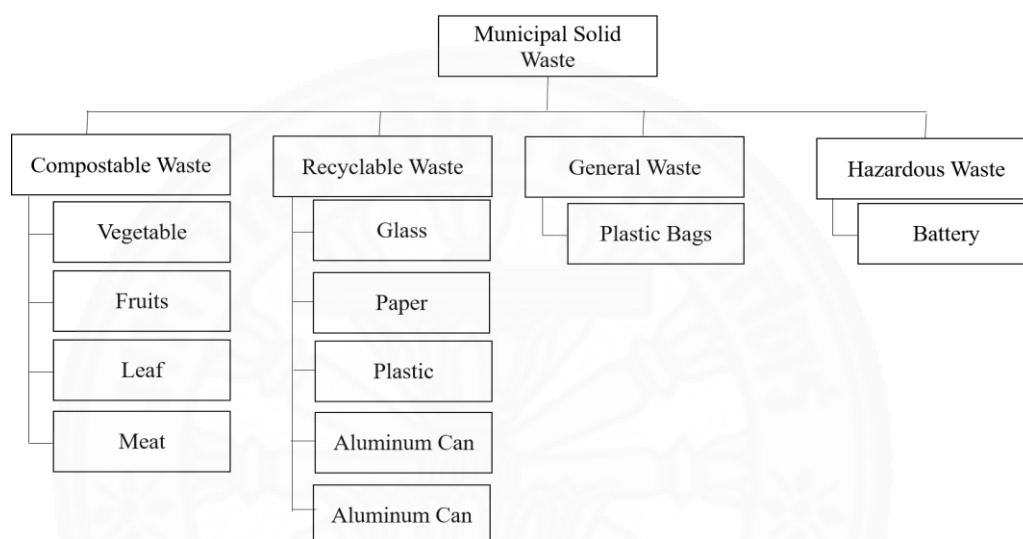 Municipal Solid
Waste
Compostable Waste
Vegetable
Fruits
Leaf
Meat
Recyclable Waste
Glass
Paper
Plastic
Aluminum Can
Aluminum Can
General Waste
Plastic Bags
Hazardous Waste
Battery